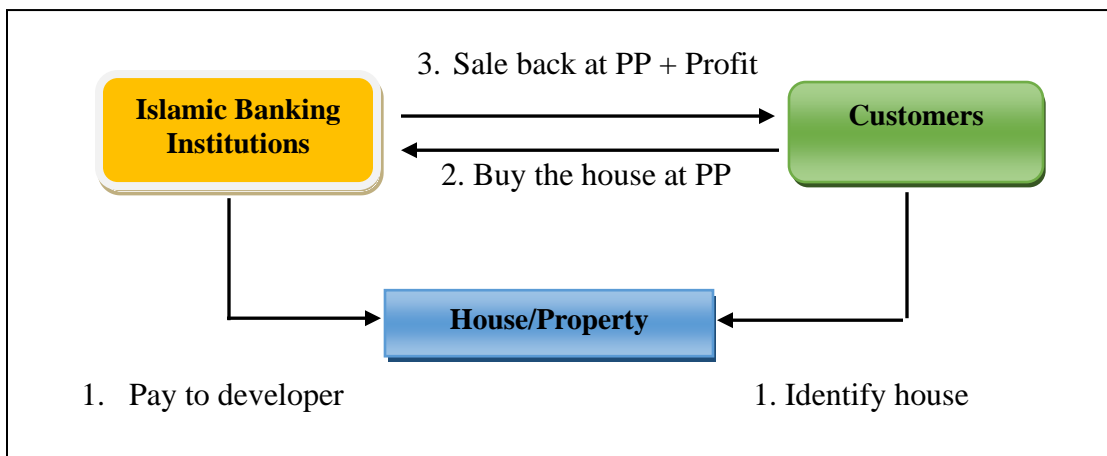 3. Sale back at PP + Profit
Islamic Banking
Institutions
Customers
2. Buy the house at PP
House/Property
1. Pay to developer
1. Identify house